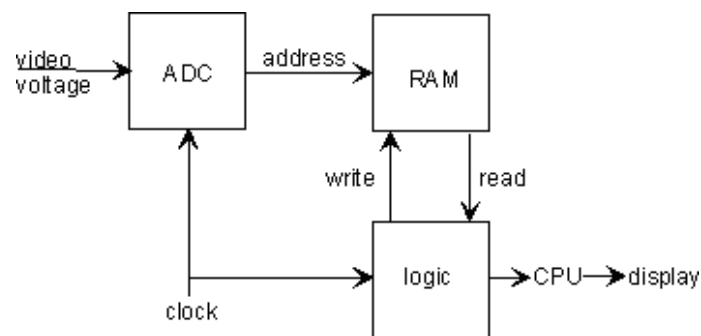 video
voltage
ADC
address
RAM
write
read
clock
logic
CPU
display